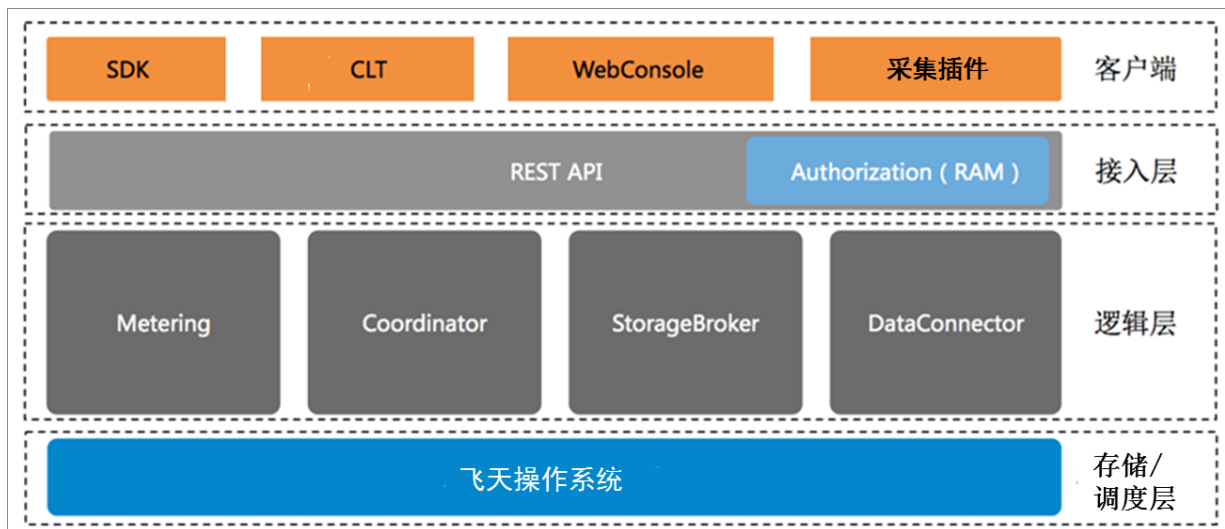 SDK
CLT
WebConsole
采集插件
客户端
REST API
Authorization ( RAM )
接入层
Metering
Coordinator
StorageBroker
DataConnector
逻辑层
飞天操作系统
存储/
调度层